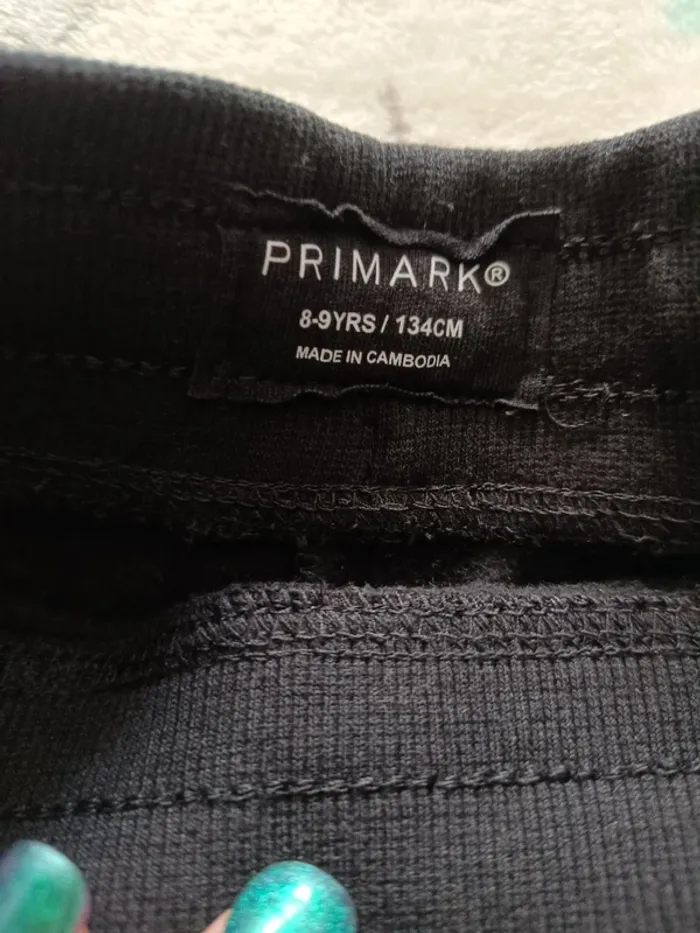 PRIMARK®
8-9YRS / 134CM
MADE IN CAMBODIA